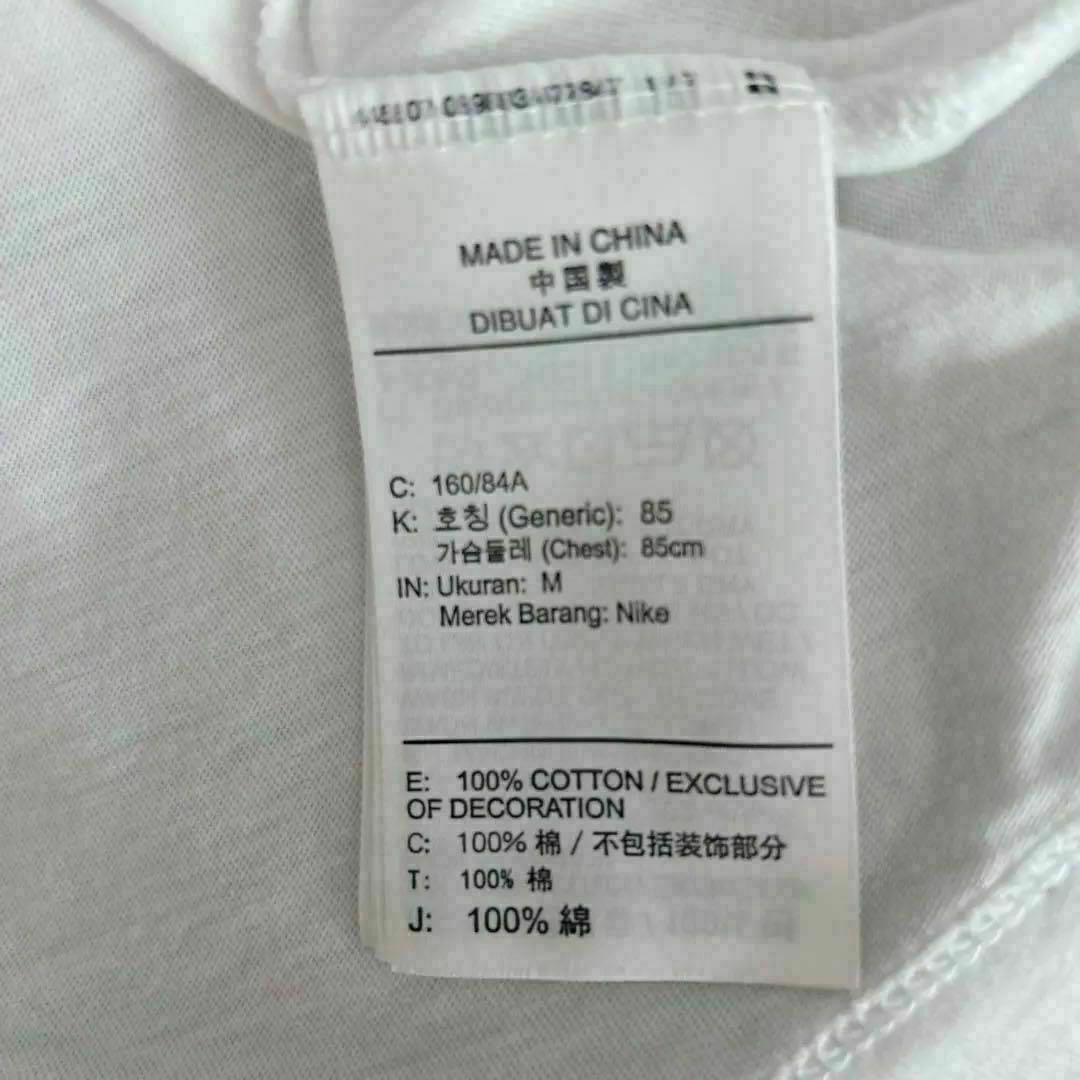 MADE IN CHINA
中国製
DIBUAT DI CINA
C: 160/84A
K: 호칭 (Generic): 85
가슴둘레 (Chest): 85cm
IN: Ukuran: M
Merek Barang: Nike
E: 100% COTTON / EXCLUSIVE
OF DECORATION
C: 100% 棉 / 不包括装饰部分
T: 100% 棉
J: 100% 綿